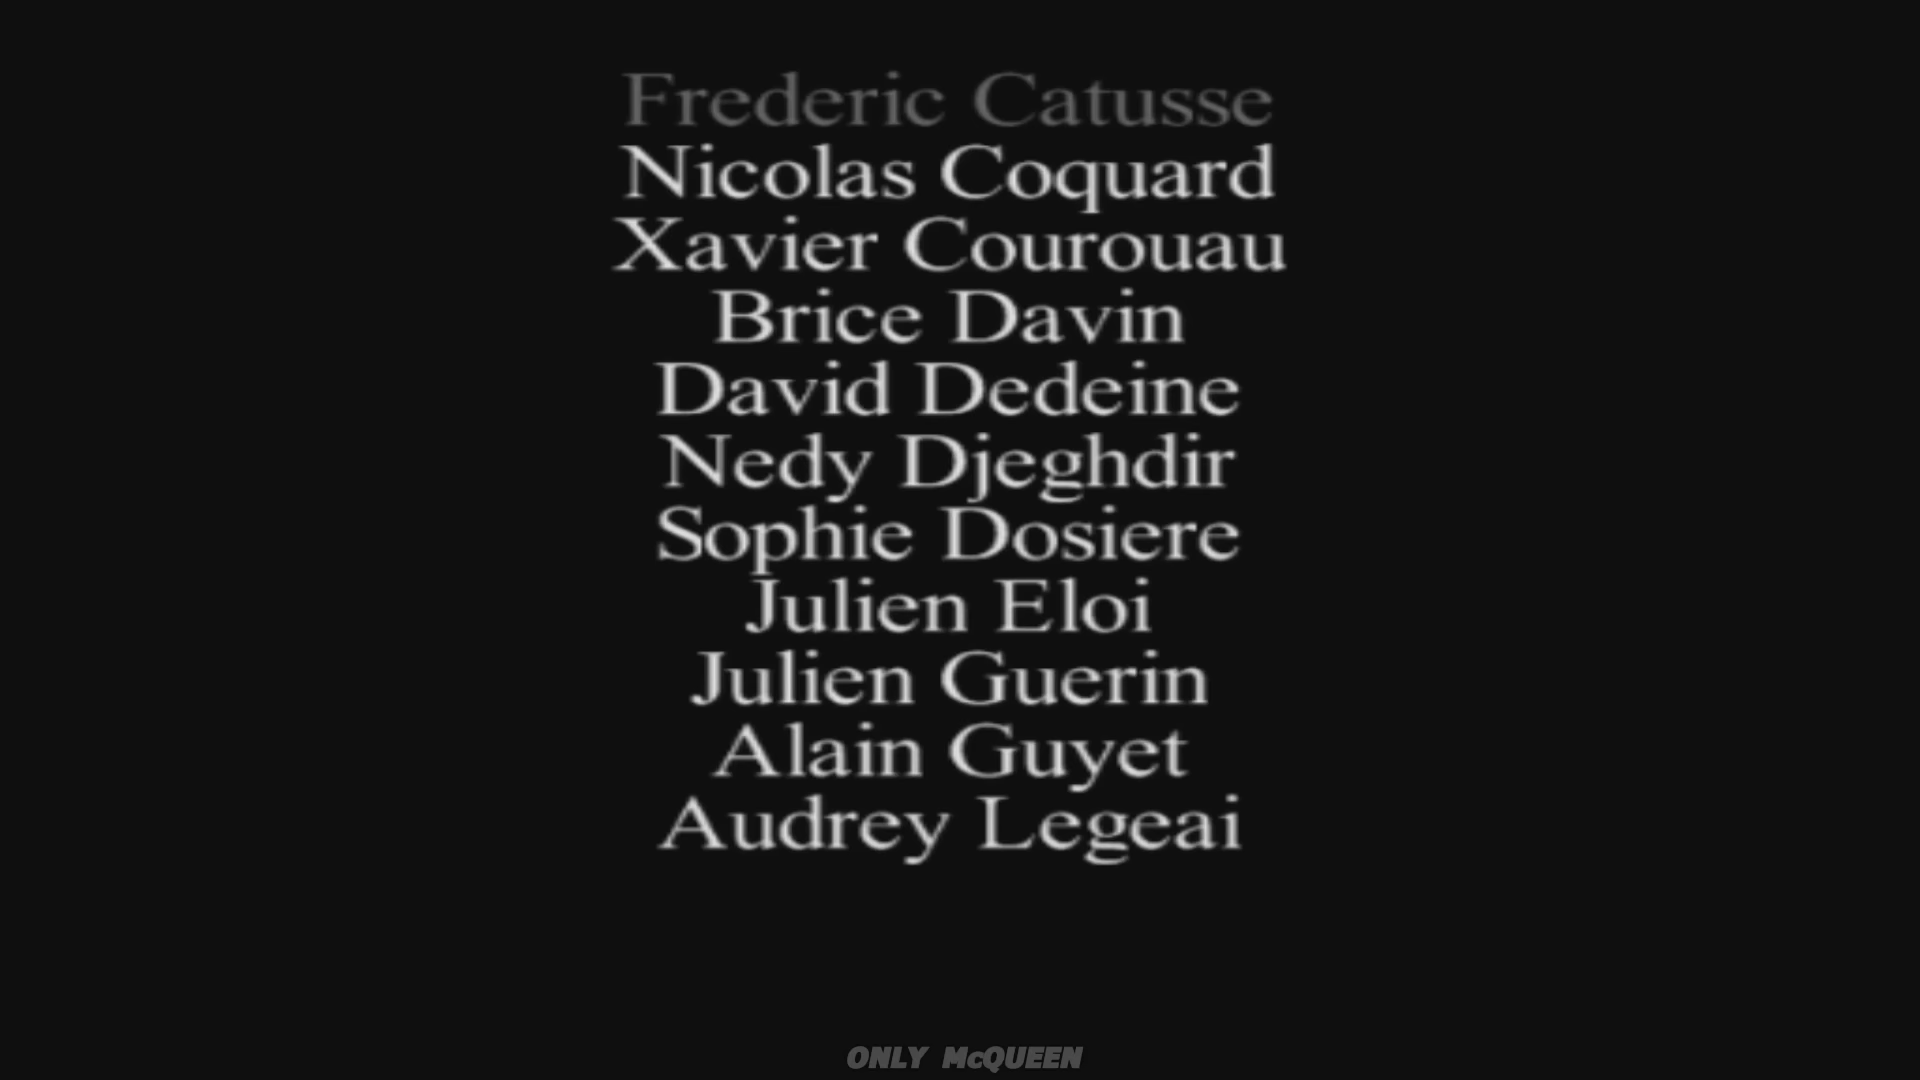 Frederic Catusse
Nicolas Coquard
Xavier Courouau
Brice Davin
David Dedeine
Nedy Djeghdir
Sophie Dosiere
Julien Eloi
Julien Guerin
Alain Guyet
Audrey Legeai
ONLY McQUEEN